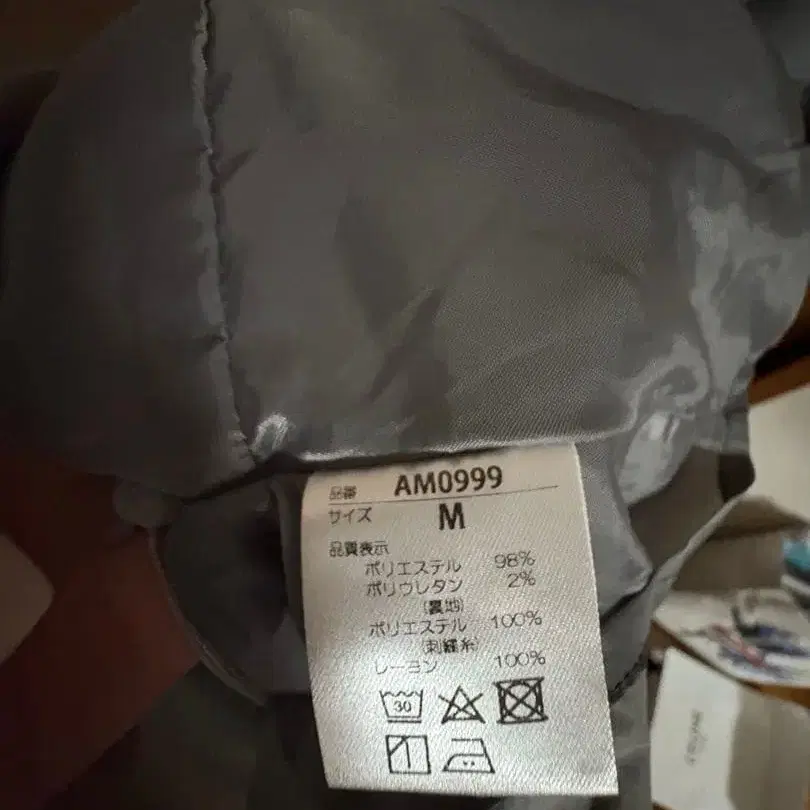 品番 AM0999
サイズ M
品質表示
ポリエステル 98%
ポリウレタン 2%
(裏地)
ポリエステル 100%
(刺繍糸)
レーヨン 100%
30